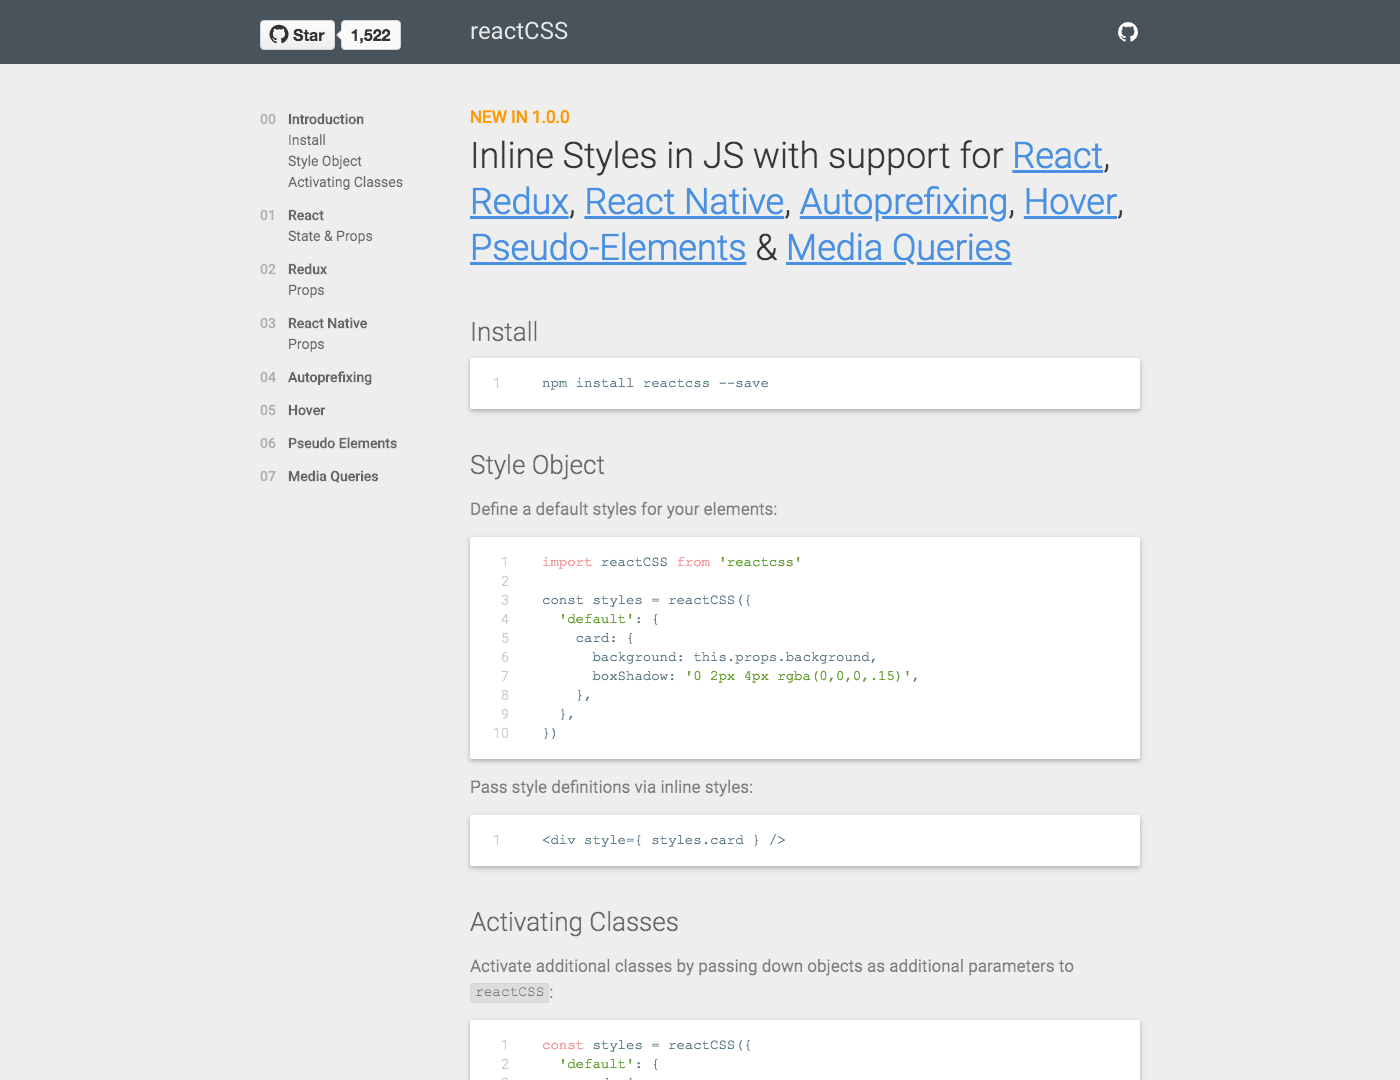 Star 1,522 reactCSS
00 Introduction
Install
Style Object
Activating Classes
01 React
State & Props
02 Redux
Props
03 React Native
Props
04 Autoprefixing
05 Hover
06 Pseudo Elements
07 Media Queries
NEW IN 1.0.0
Inline Styles in JS with support for React,
Redux, React Native, Autoprefixing, Hover,
Pseudo-Elements & Media Queries
Install
1 npm install reactcss --save
Style Object
Define a default styles for your elements:
1 import reactCSS from 'reactcss'
2
3 const styles = reactCSS({
4 'default': {
5 card: {
6 background: this.props.background,
7 boxShadow: '0 2px 4px rgba(0,0,0,.15)',
8 },
9 },
10 })
Pass style definitions via inline styles:
1 <div style={ styles.card } />
Activating Classes
Activate additional classes by passing down objects as additional parameters to
reactCSS:
1 const styles = reactCSS({
2 'default': {